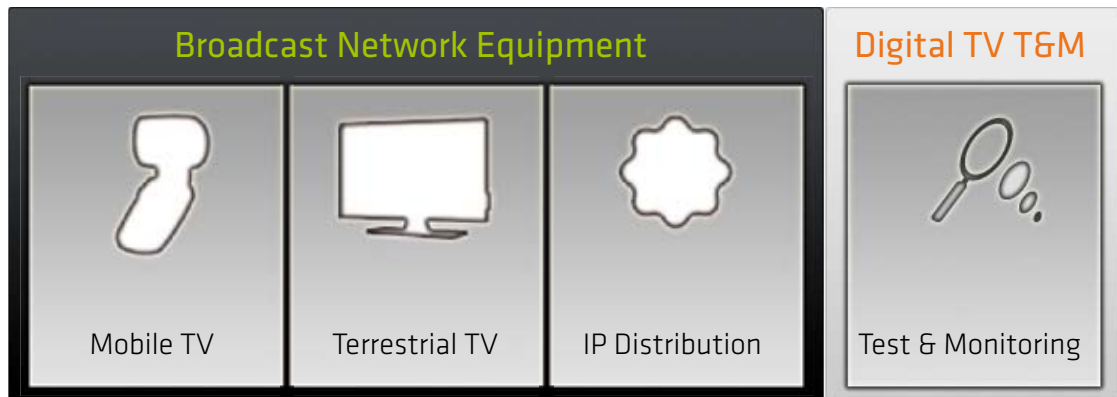 Broadcast Network Equipment
Digital TV T&M
Mobile TV
Terrestrial TV
IP Distribution
Test & Monitoring